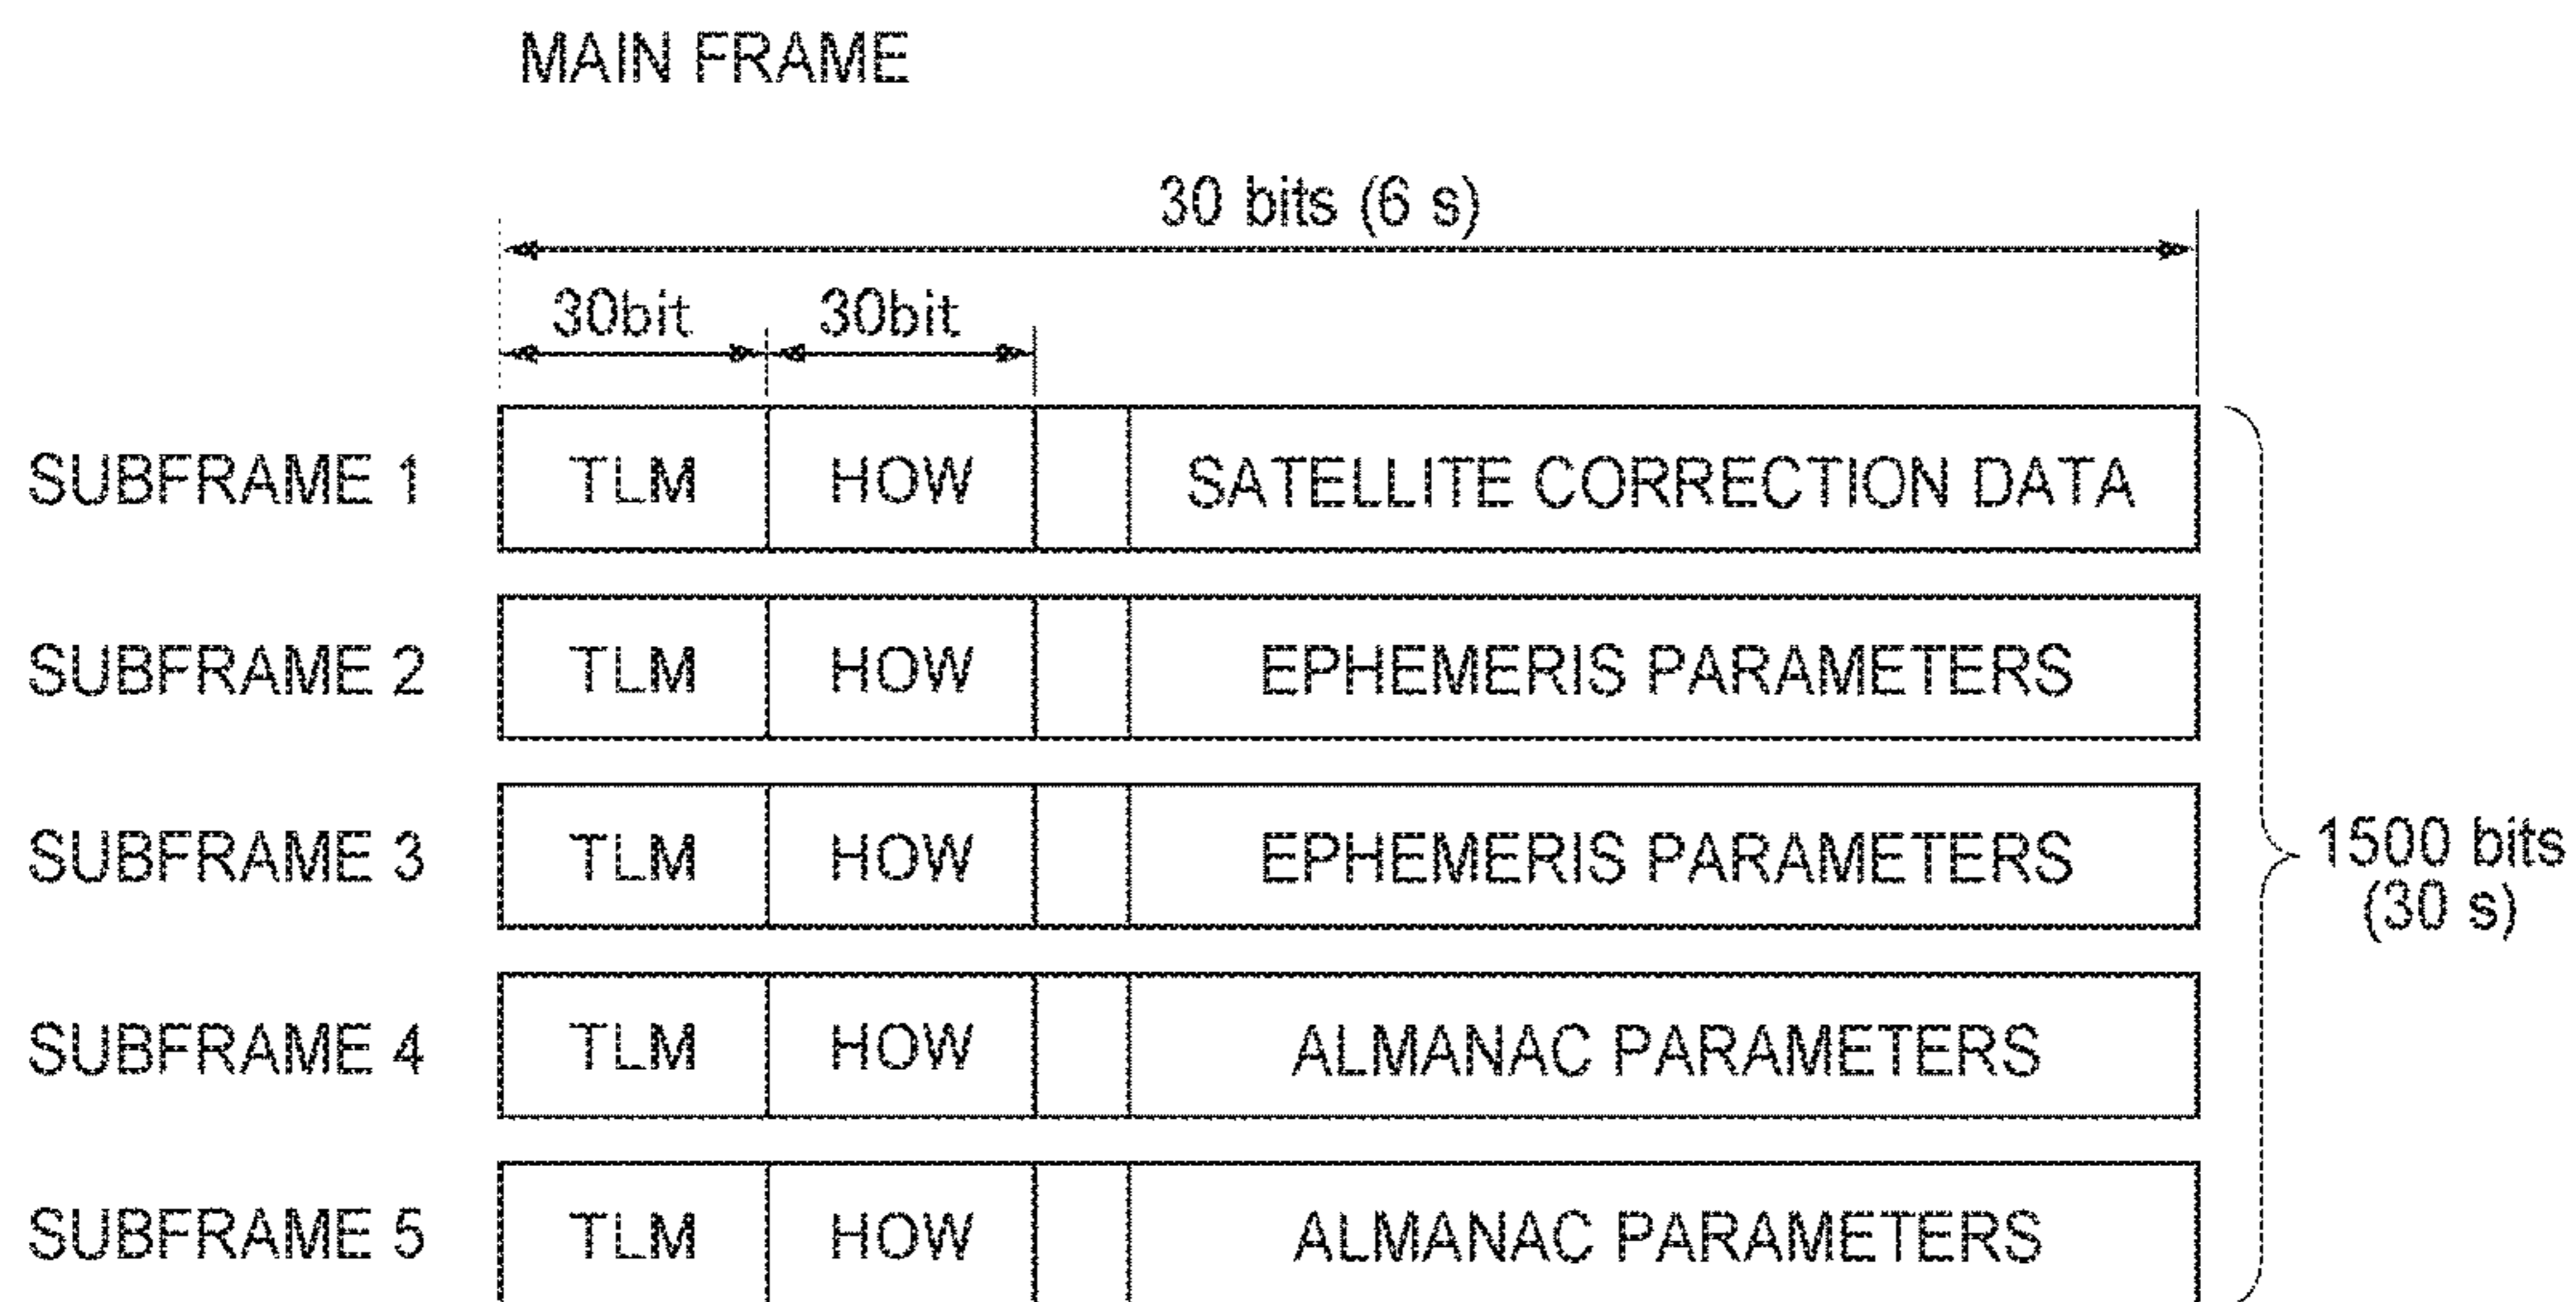 MAIN FRAME
30 bits (6 s)
30bit 30bit
SUBFRAME 1 TLM HOW SATELLITE CORRECTION DATA
SUBFRAME 2 TLM HOW EPHEMERIS PARAMETERS
SUBFRAME 3 TLM HOW EPHEMERIS PARAMETERS
SUBFRAME 4 TLM HOW ALMANAC PARAMETERS
SUBFRAME 5 TLM HOW ALMANAC PARAMETERS
1500 bits
(30 s)